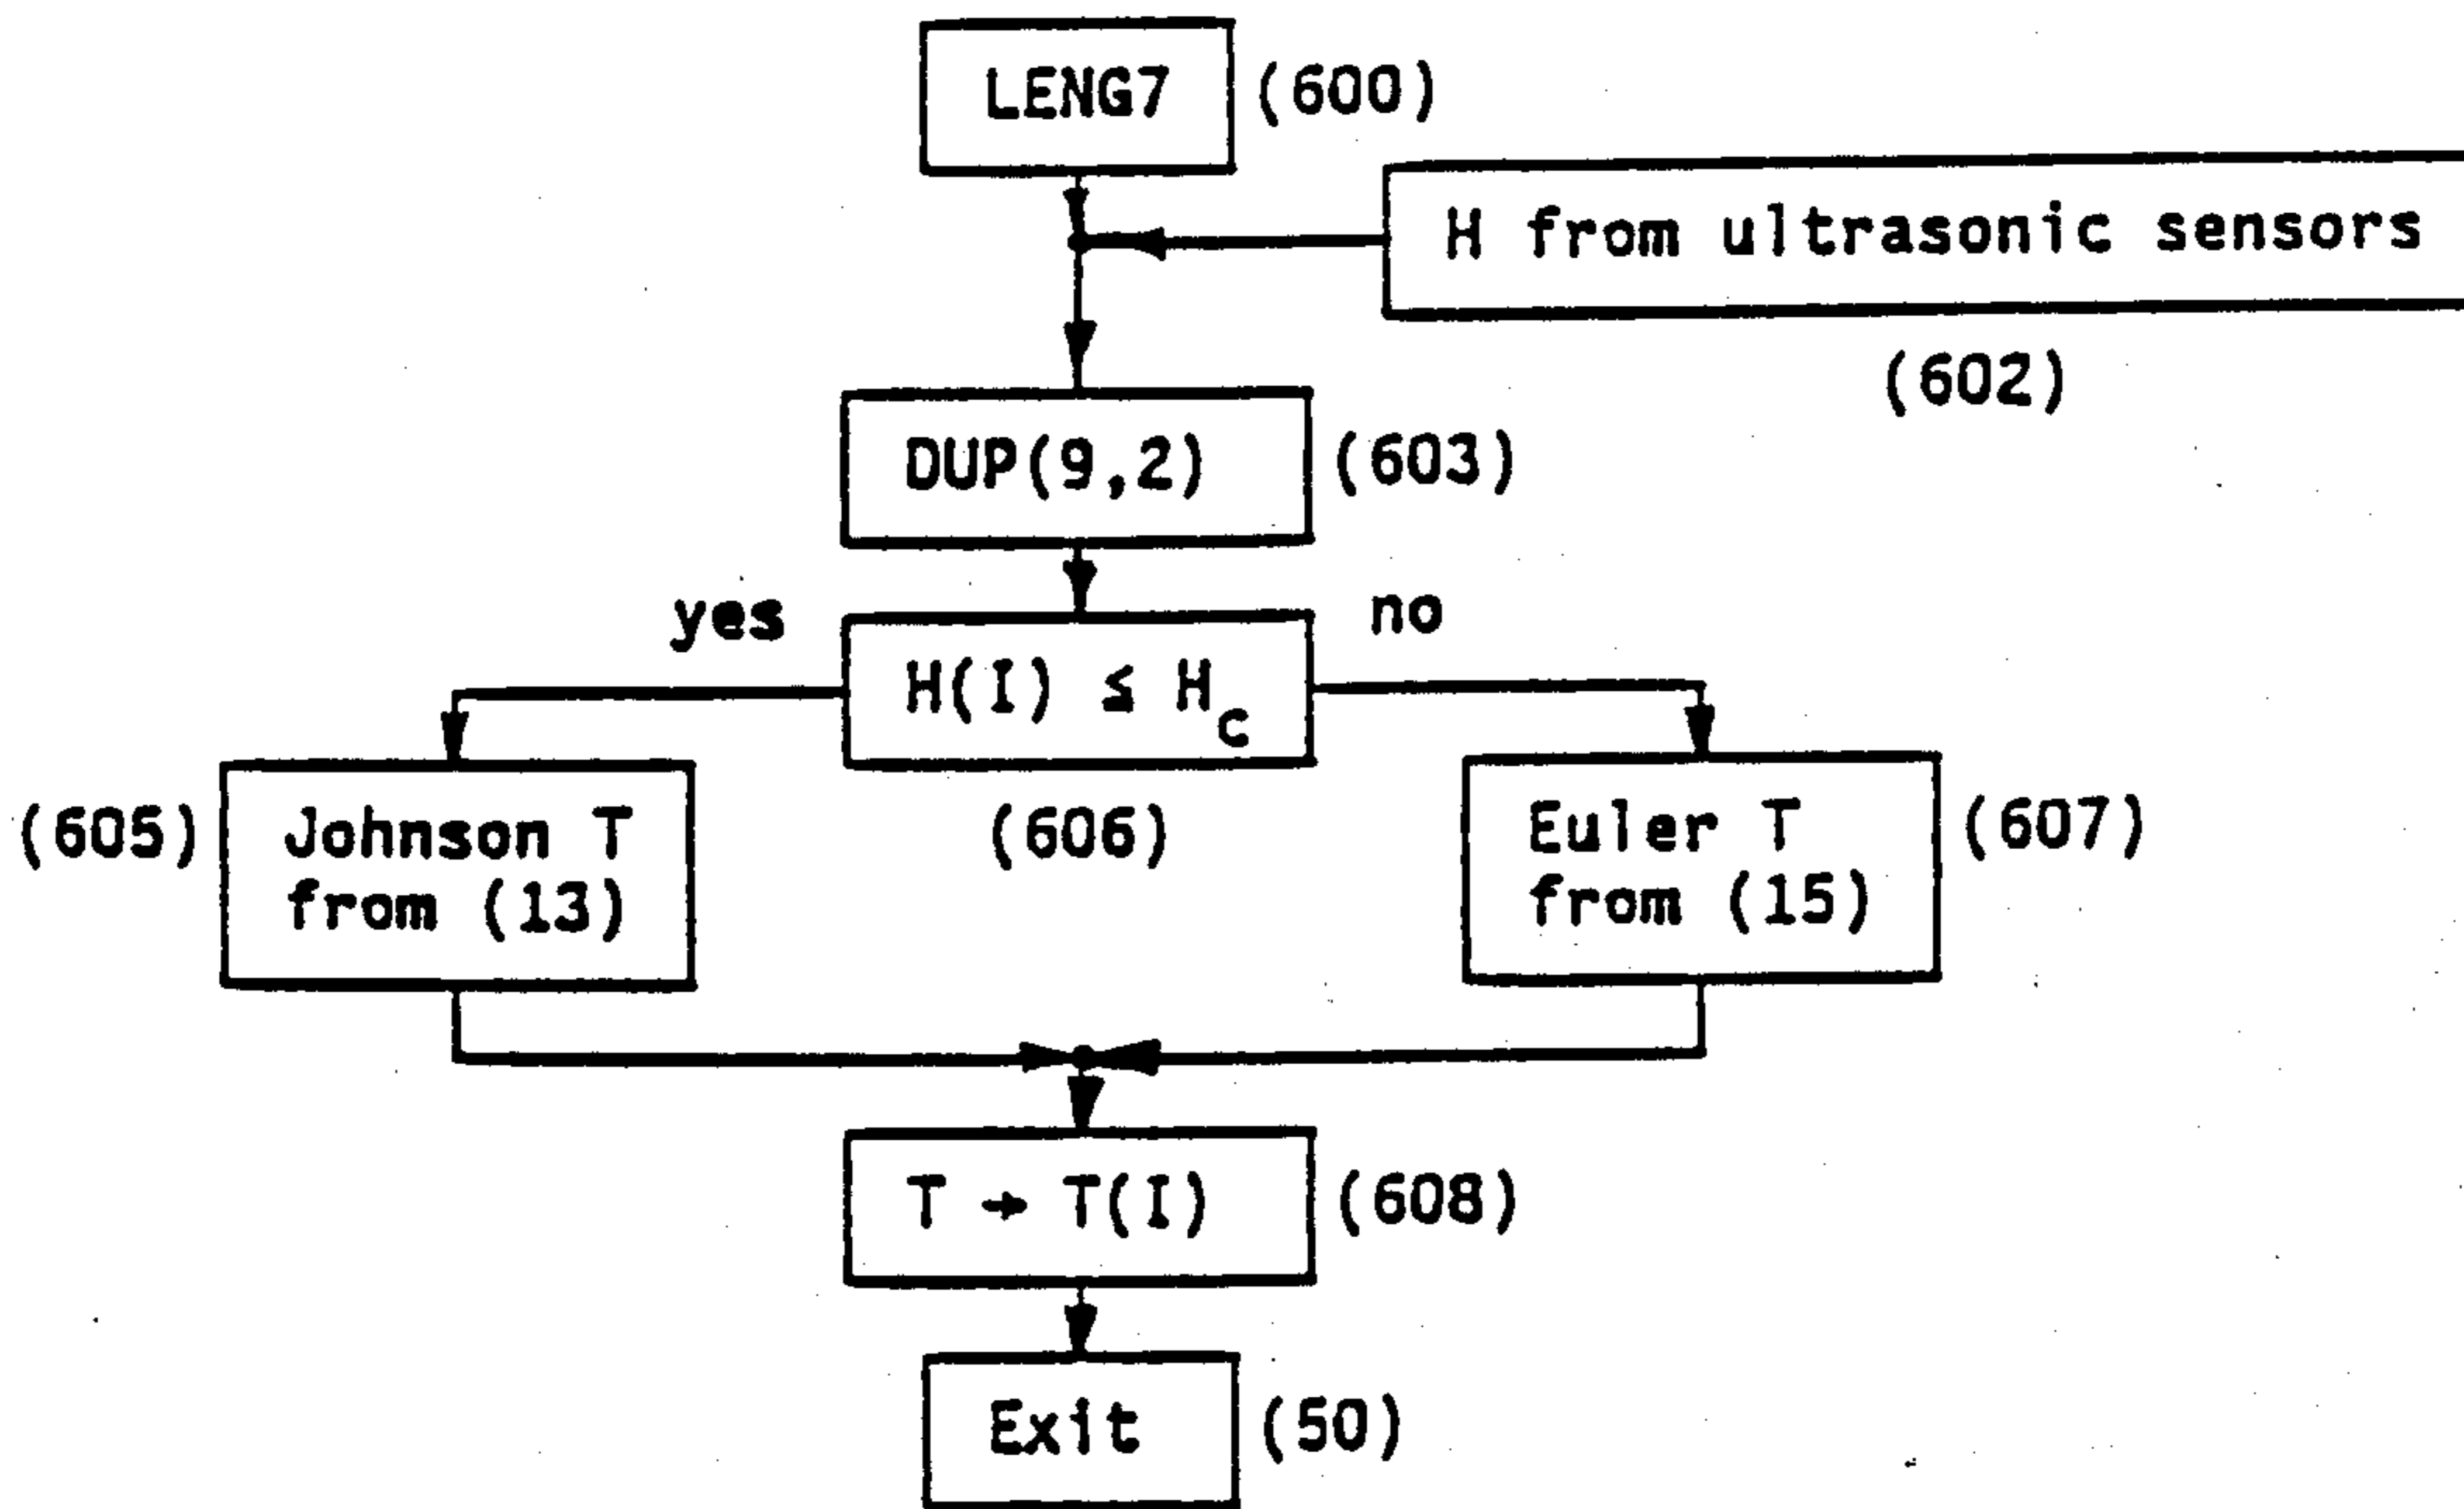 LENG7 (600)
H from ultrasonic sensors
(602)
DUP(9,2) (603)
yes
no
H(I) ≤ H_C
(606)
(605)
Johnson T
from (13)
Euler T
from (15)
(607)
T → T(I) (608)
Exit (50)